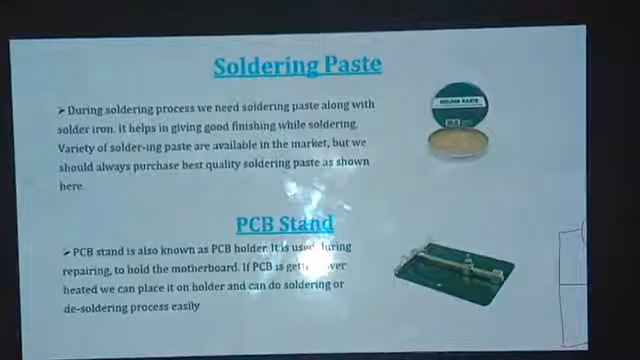 Soldering Paste
➢ During soldering process we need soldering paste along with
solder iron. it helps in giving good finishing while soldering.
Variety of solder-ing paste are available in the market, but we
should always purchase best quality soldering paste as shown
here.
SOLDER PASTE
PCB Stand
➢ PCB stand is also known as PCB holder. It is used during
repairing, to hold the motherboard. If PCB is
heated we can place it on holder and can do soldering or
de-soldering process easily